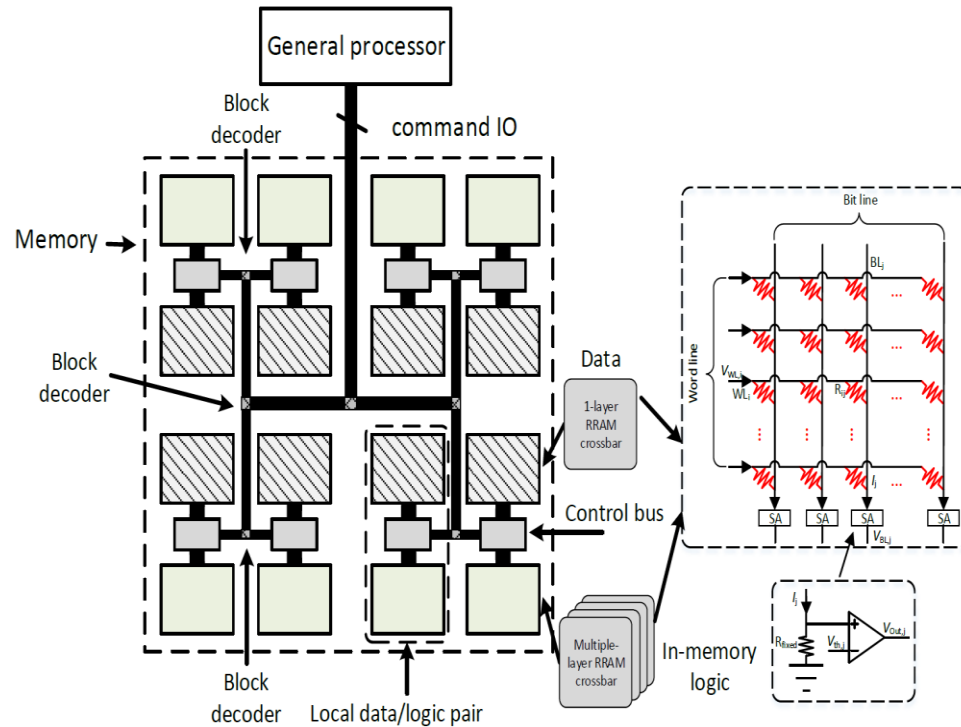 General processor
Block
decoder
command IO
Memory
Block
decoder
Data
1-layer
RRAM
crossbar
Control bus
Multiple-
layer RRAM
crossbar
In-memory
logic
Block
decoder
Local data/logic pair
Bit line
BLj
Word line
VWL,i
WLi
Rij
...
...
...
...
⋮
⋮
⋮
Ij
SA
SA
SA
SA
VBL,j
Ij
Rfixed
Vth,j
VOut,j
+